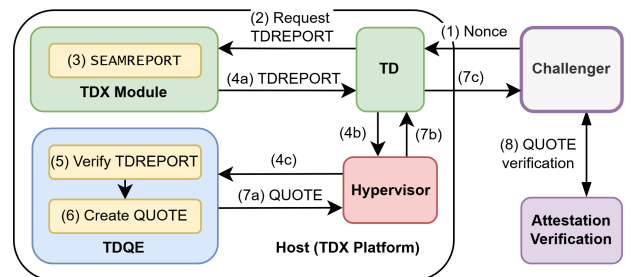 (2) Request
TDREPORT
(1) Nonce
(3) SEAMREPORT
TDX Module
(4a) TDREPORT
TD
(7c)
Challenger
(4b)
(7b)
(8) QUOTE
verification
(5) Verify TDREPORT
(4c)
(6) Create QUOTE
(7a) QUOTE
Hypervisor
TDQE
Host (TDX Platform)
Attestation
Verification